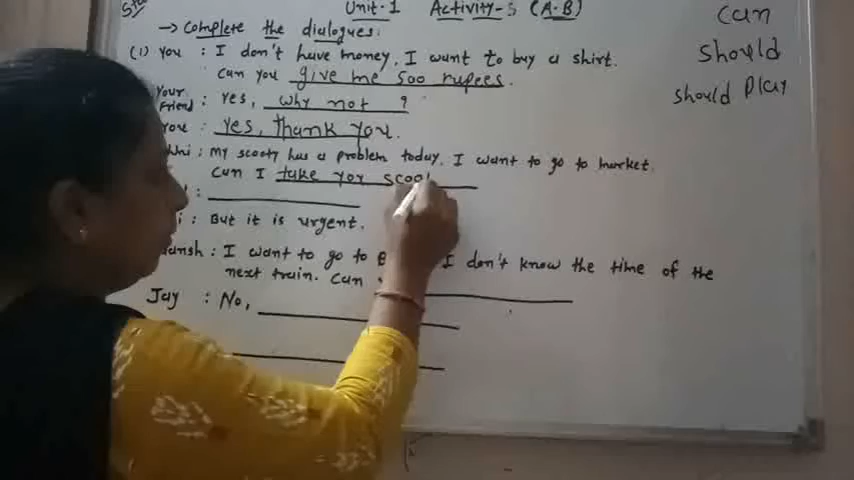 Unit-1 Activity-5 (A-B)
→ Complete the dialogues:
(1) You : I don't have money. I want to buy a shirt.
Can you give me 500 rupees.
Your Friend : Yes, why not ?
You : Yes, thank you.
: My scooty has a problem today. I want to go to market.
Can I take yor scoo
:
: But it is urgent.
: I want to go to I don't know the time of the
next train. Can
Jay : No,
can
should
should play